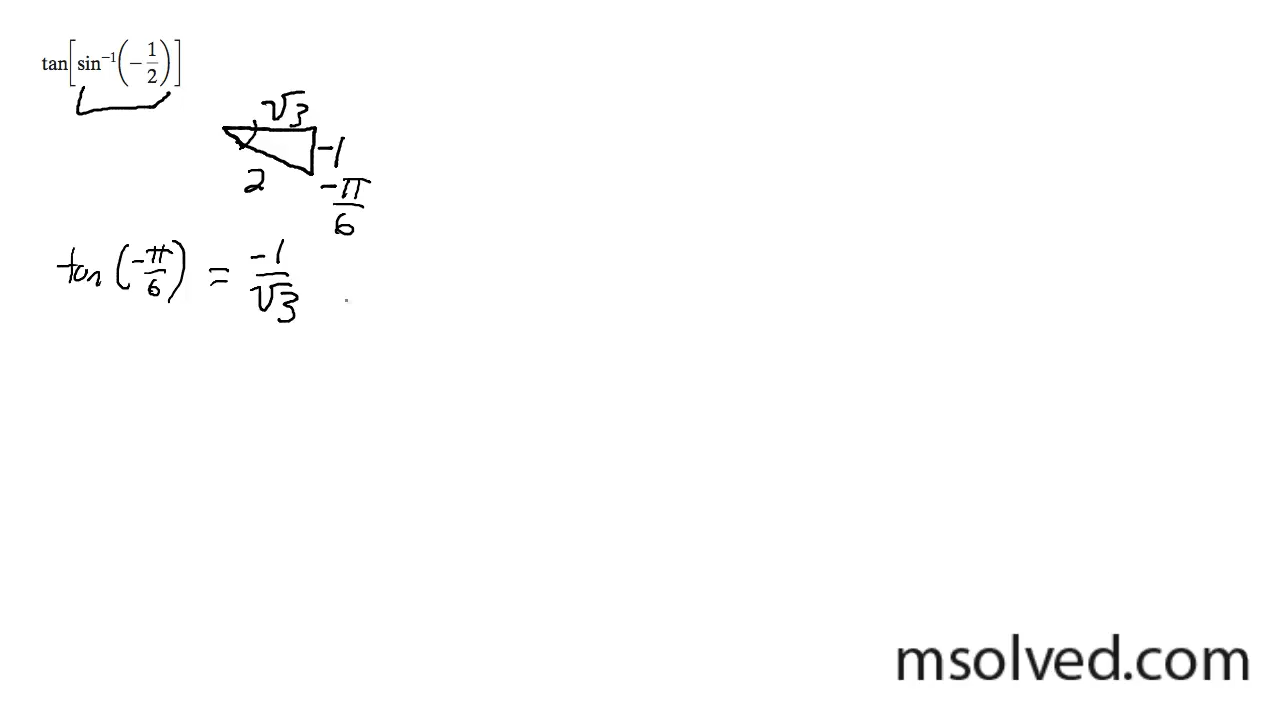 tan[sin⁻¹(−1/2)]
√3
-1
2
-π/6
tan(-π/6) = -1/√3
msolved.com